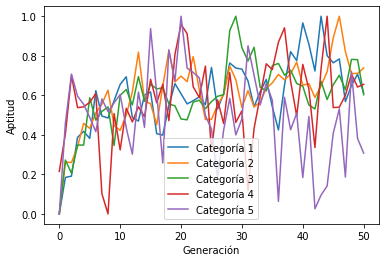 1.0
0.8
0.6
0.4
0.2
0.0
Aptitud
Categoría 1
Categoría 2
Categoría 3
Categoría 4
Categoría 5
0 10 20 30 40 50
Generación